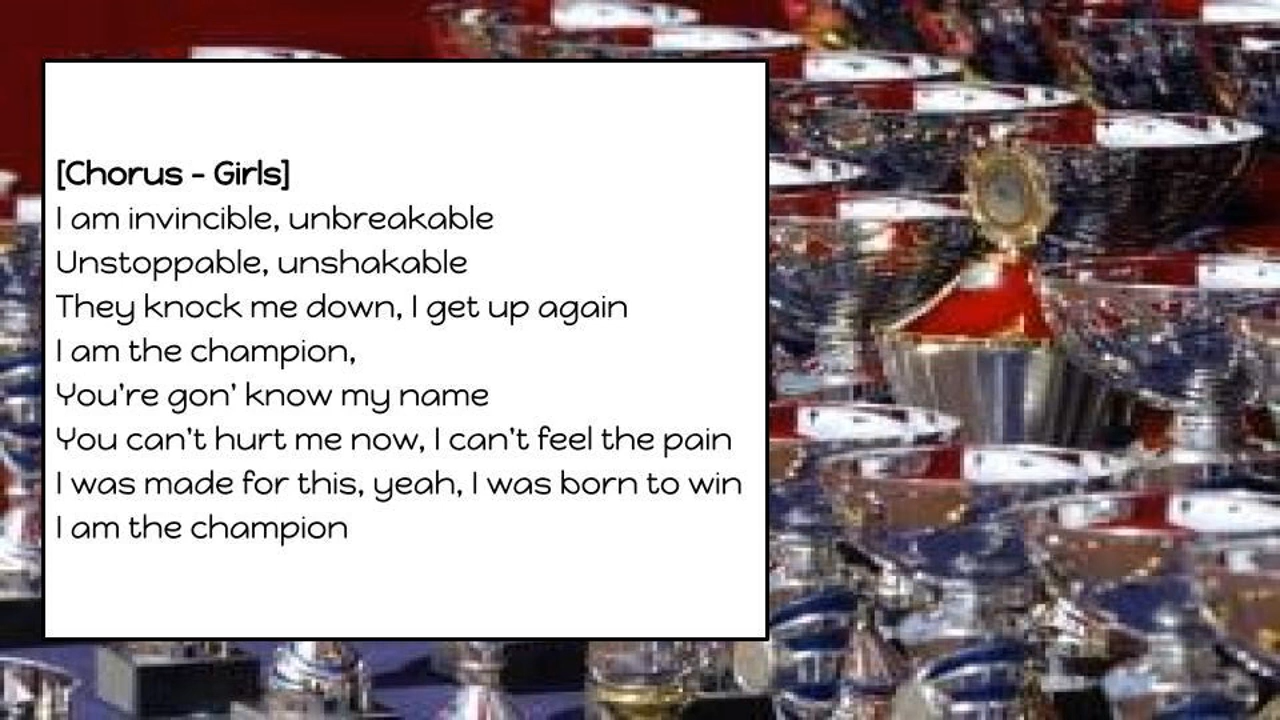 [Chorus - Girls]
I am invincible, unbreakable
Unstoppable, unshakable
They knock me down, I get up again
I am the champion,
You're gon' know my name
You can't hurt me now, I can't feel the pain
I was made for this, yeah, I was born to win
I am the champion